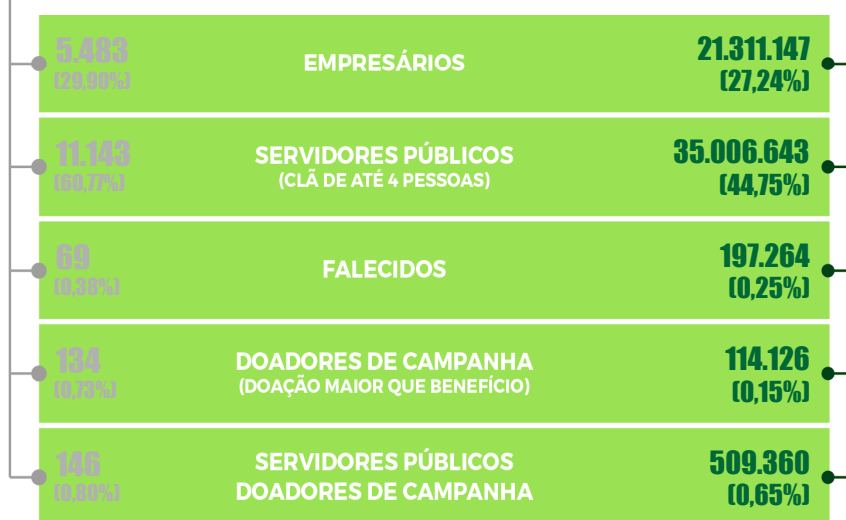 5.483
(29,90%)
EMPRESÁRIOS
21.311.147
(27,24%)
11.143
(60,77%)
SERVIDORES PÚBLICOS
(CLÃ DE ATÉ 4 PESSOAS)
35.006.643
(44,75%)
69
(0,38%)
FALECIDOS
197.264
(0,25%)
134
(0,73%)
DOADORES DE CAMPANHA
(DOAÇÃO MAIOR QUE BENEFÍCIO)
114.126
(0,15%)
146
(0,80%)
SERVIDORES PÚBLICOS
DOADORES DE CAMPANHA
509.360
(0,65%)